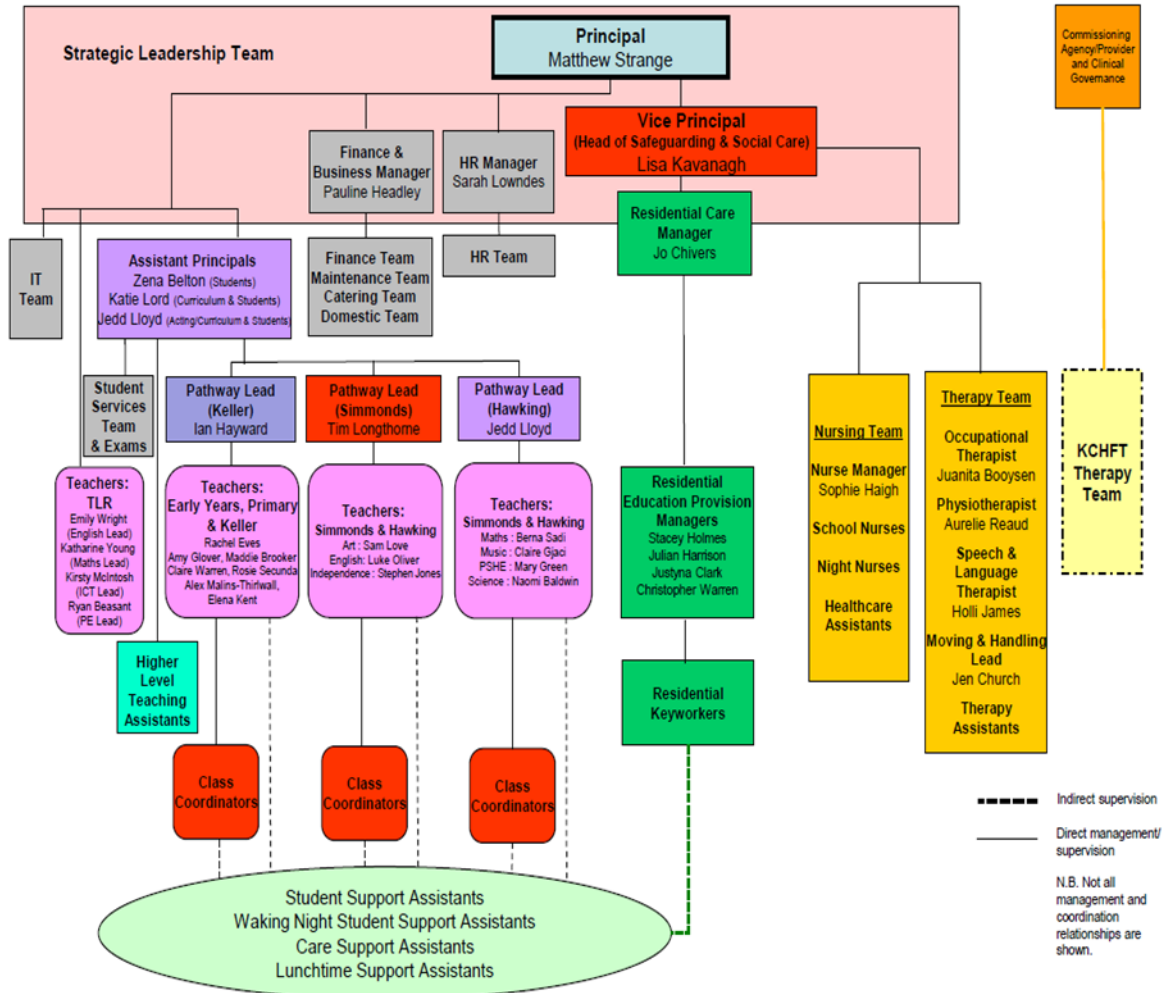 Strategic Leadership Team
Principal
Matthew Strange
Commissioning
Agency/Provider
and Clinical
Governance
Vice Principal
(Head of Safeguarding & Social Care)
Lisa Kavanagh
Finance &
Business Manager
Pauline Headley
HR Manager
Sarah Lowndes
Residential Care
Manager
Jo Chivers
IT
Team
Assistant Principals
Zena Belton (Students)
Katie Lord (Curriculum & Students)
Jedd Lloyd (Acting/Curriculum & Students)
Finance Team
Maintenance Team
Catering Team
Domestic Team
HR Team
Student
Services
Team
& Exams
Pathway Lead
(Keller)
Ian Hayward
Pathway Lead
(Simmonds)
Tim Longthorne
Pathway Lead
(Hawking)
Jedd Lloyd
Nursing Team
Nurse Manager
Sophie Haigh
School Nurses
Night Nurses
Healthcare
Assistants
Therapy Team
Occupational
Therapist
Juanita Booysen
Physiotherapist
Aurelie Reaud
Speech &
Language
Therapist
Holli James
Moving & Handling
Lead
Jen Church
Therapy
Assistants
KCHFT
Therapy
Team
Teachers:
TLR
Emily Wright
(English Lead)
Katharine Young
(Maths Lead)
Kirsty McIntosh
(ICT Lead)
Ryan Beasant
(PE Lead)
Teachers:
Early Years, Primary
& Keller
Rachel Eves
Amy Glover, Maddie Brooker
Claire Warren, Rosie Secunda
Alex Malins-Thirlwall,
Elena Kent
Teachers:
Simmonds & Hawking
Art : Sam Love
English: Luke Oliver
Independence : Stephen Jones
Teachers:
Simmonds & Hawking
Maths : Berna Sadi
Music : Claire Gjaci
PSHE : Mary Green
Science : Naomi Baldwin
Residential
Education Provision
Managers
Stacey Holmes
Julian Harrison
Justyna Clark
Christopher Warren
Higher
Level
Teaching
Assistants
Residential
Keyworkers
Class
Coordinators
Class
Coordinators
Class
Coordinators
Student Support Assistants
Waking Night Student Support Assistants
Care Support Assistants
Lunchtime Support Assistants
Indirect supervision
Direct management/
supervision
N.B. Not all
management and
coordination
relationships are
shown.